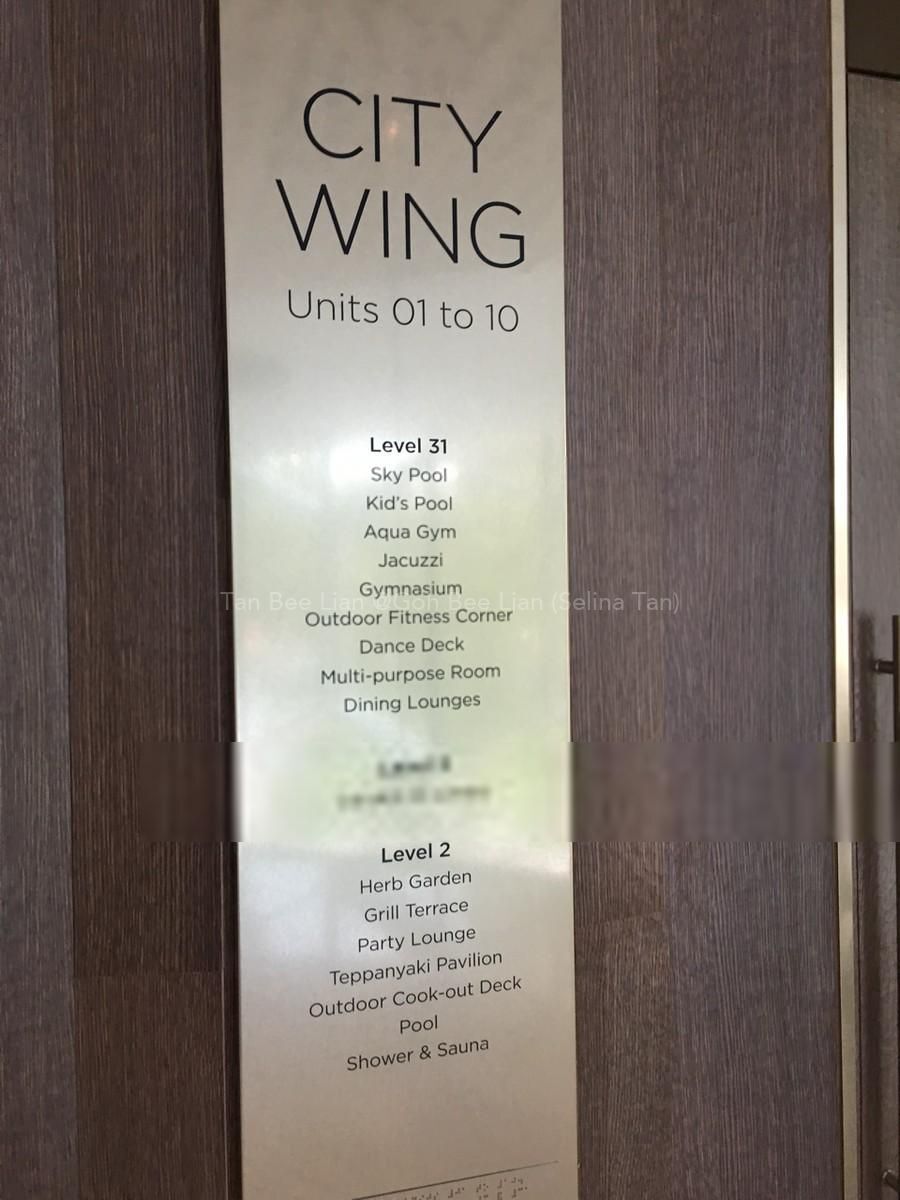 CITY
WING
Units 01 to 10
Level 31
Sky Pool
Kid's Pool
Aqua Gym
Jacuzzi
Gymnasium
Tan Bee Lian @Goh Bee Lian (Selina Tan)
Outdoor Fitness Corner
Dance Deck
Multi-purpose Room
Dining Lounges
Level 2
Herb Garden
Grill Terrace
Party Lounge
Teppanyaki Pavilion
Outdoor Cook-out Deck
Pool
Shower & Sauna